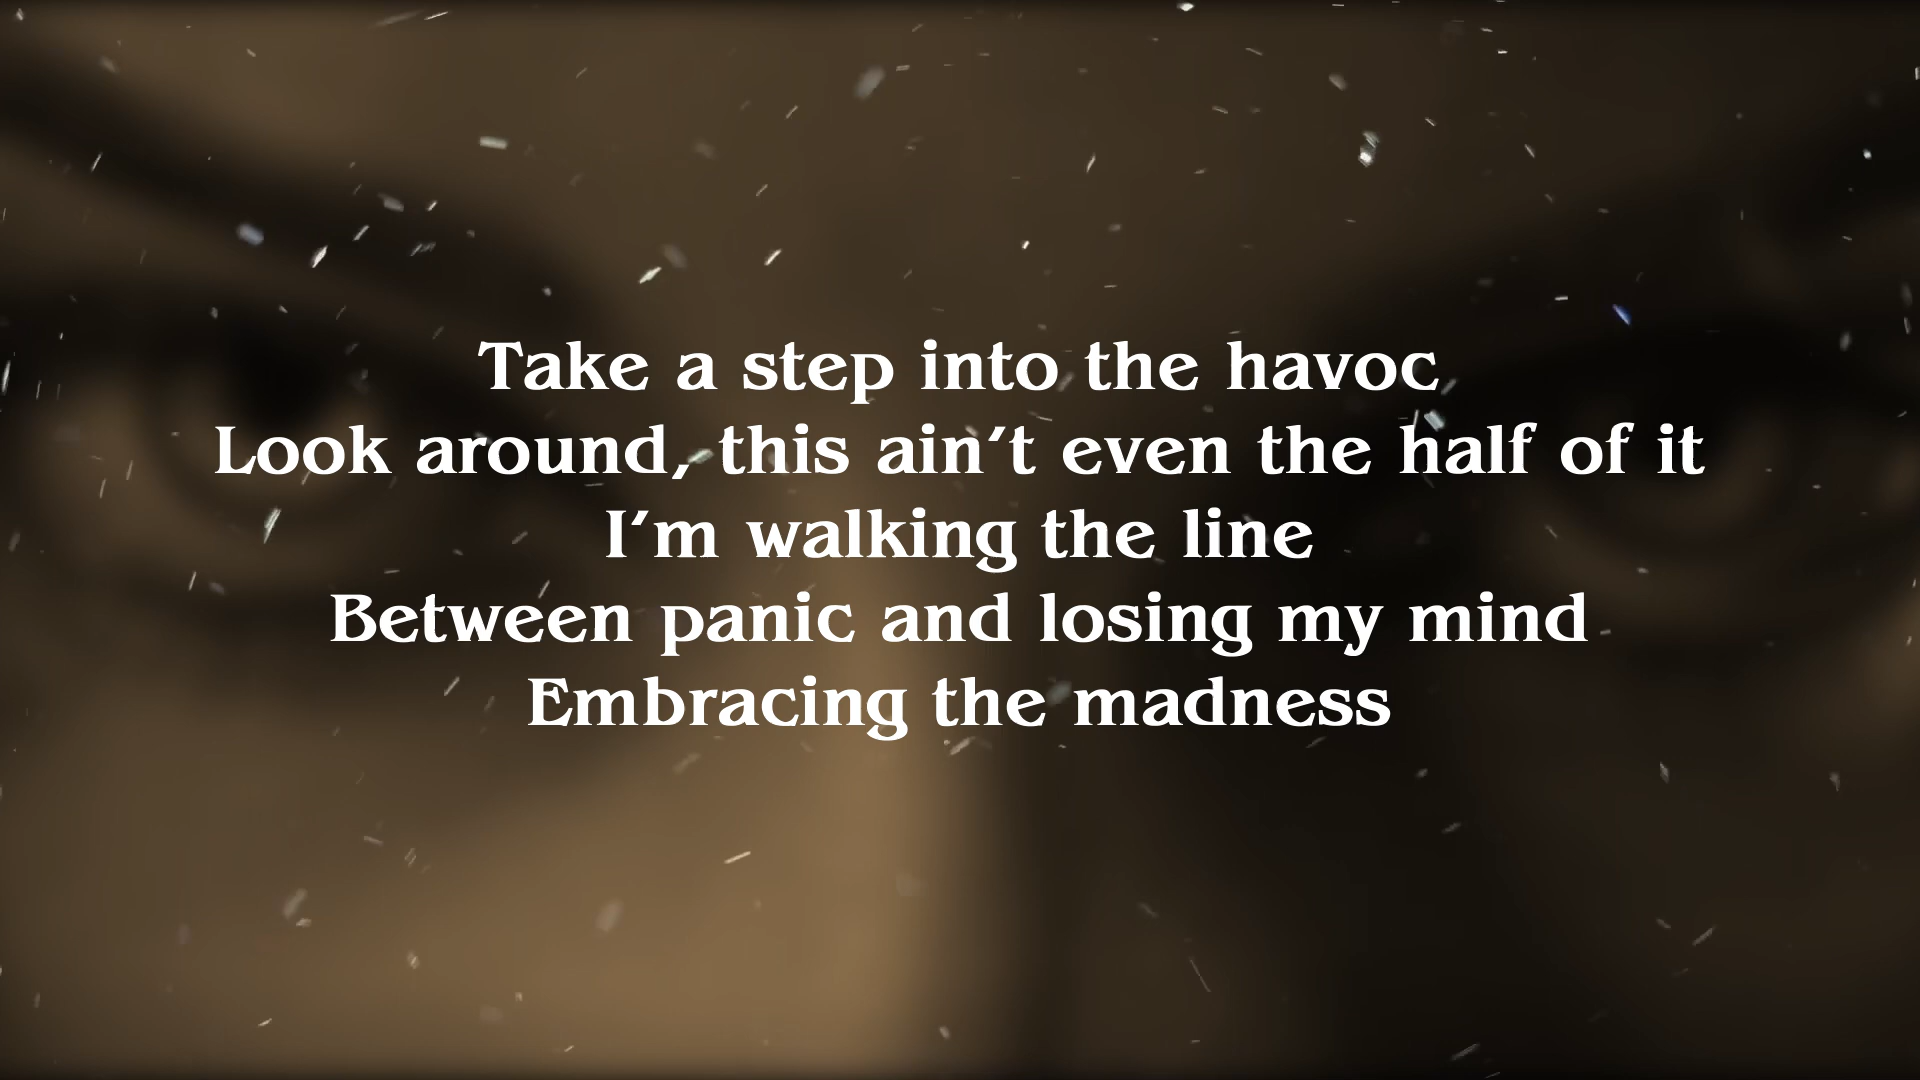 Take a step into the havoc
Look around, this ain't even the half of it
I'm walking the line
Between panic and losing my mind
Embracing the madness